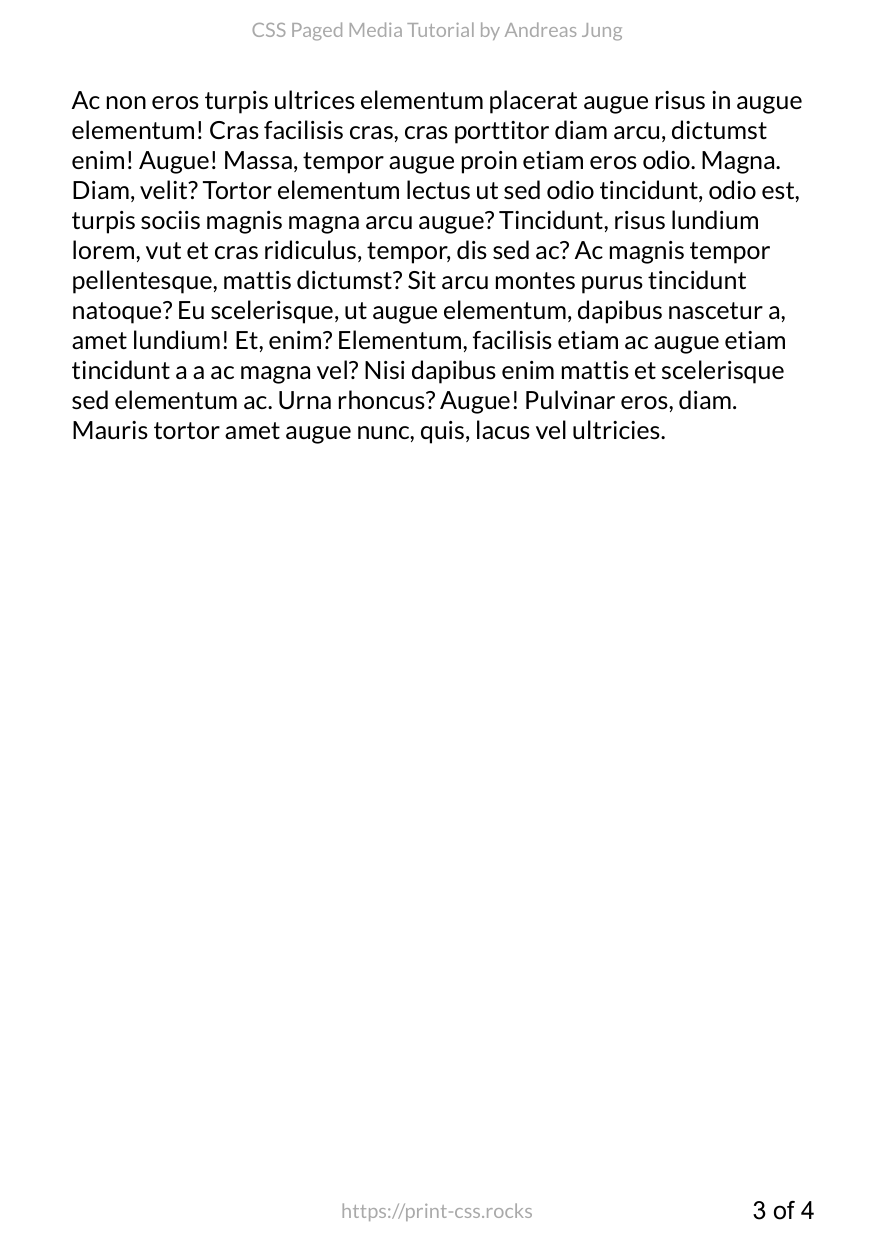 CSS Paged Media Tutorial by Andreas Jung
Ac non eros turpis ultrices elementum placerat augue risus in augue
elementum! Cras facilisis cras, cras porttitor diam arcu, dictumst
enim! Augue! Massa, tempor augue proin etiam eros odio. Magna.
Diam, velit? Tortor elementum lectus ut sed odio tincidunt, odio est,
turpis sociis magnis magna arcu augue? Tincidunt, risus lundium
lorem, vut et cras ridiculus, tempor, dis sed ac? Ac magnis tempor
pellentesque, mattis dictumst? Sit arcu montes purus tincidunt
natoque? Eu scelerisque, ut augue elementum, dapibus nascetur a,
amet lundium! Et, enim? Elementum, facilisis etiam ac augue etiam
tincidunt a a ac magna vel? Nisi dapibus enim mattis et scelerisque
sed elementum ac. Urna rhoncus? Augue! Pulvinar eros, diam.
Mauris tortor amet augue nunc, quis, lacus vel ultricies.
https://print-css.rocks
3 of 4